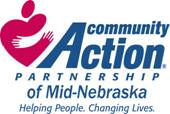 community
Action®
PARTNERSHIP
of Mid-Nebraska
Helping People. Changing Lives.